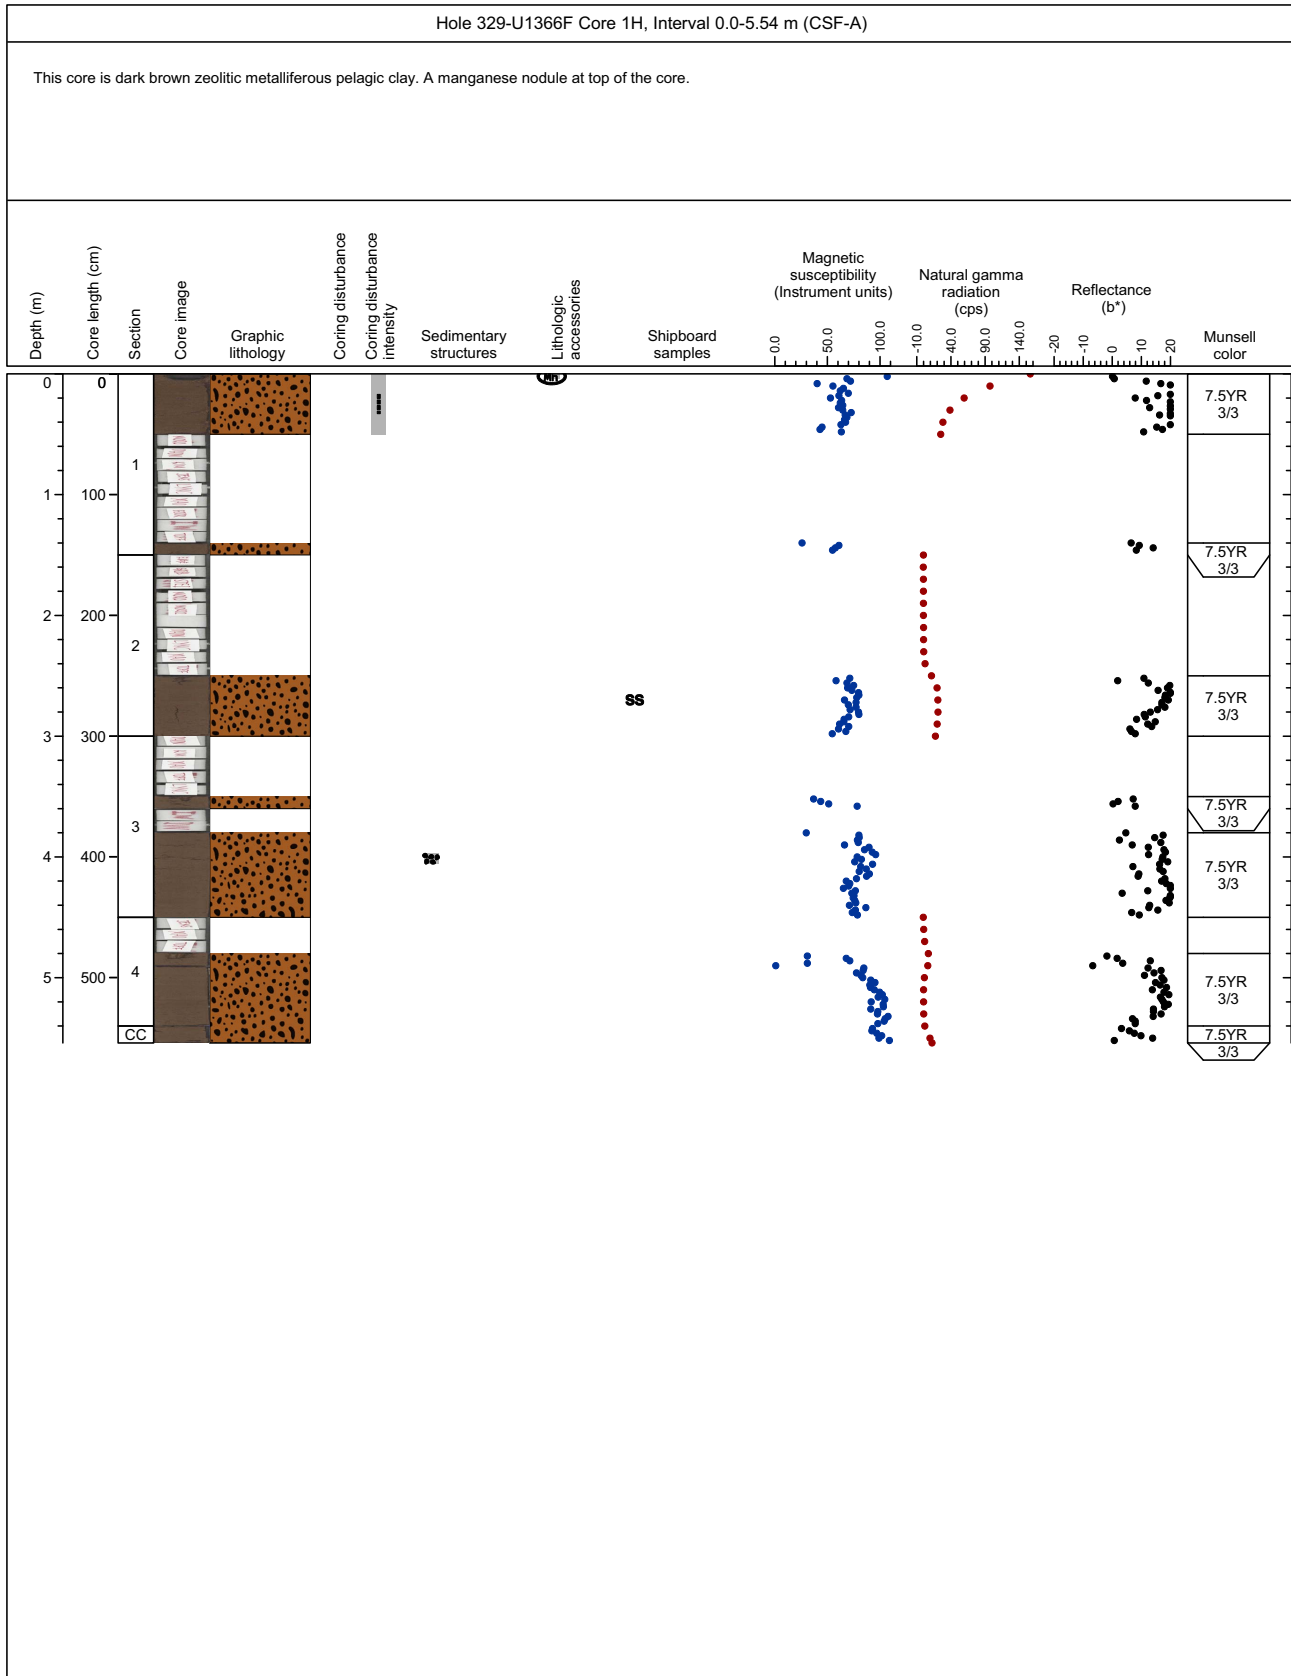 Hole 329-U1366F Core 1H, Interval 0.0-5.54 m (CSF-A)
This core is dark brown zeolitic metalliferous pelagic clay. A manganese nodule at top of the core.
Depth (m)
Core length (cm)
Section
Core image
Graphic
lithology
Coring disturbance
Coring disturbance
intensity
Sedimentary
structures
Lithologic
accessories
Shipboard
samples
Magnetic
susceptibility
(Instrument units)
0.0 50.0 100.0
Natural gamma
radiation
(cps)
-10.0 40.0 90.0 140.0
Reflectance
(b*)
-20 -10 0 10 20
Munsell
color
0 0
7.5YR
3/3
1
1 100
7.5YR
3/3
2 200
2
SS
7.5YR
3/3
3 300
7.5YR
3/3
3
4 400
7.5YR
3/3
4
5 500
7.5YR
3/3
CC
7.5YR
3/3